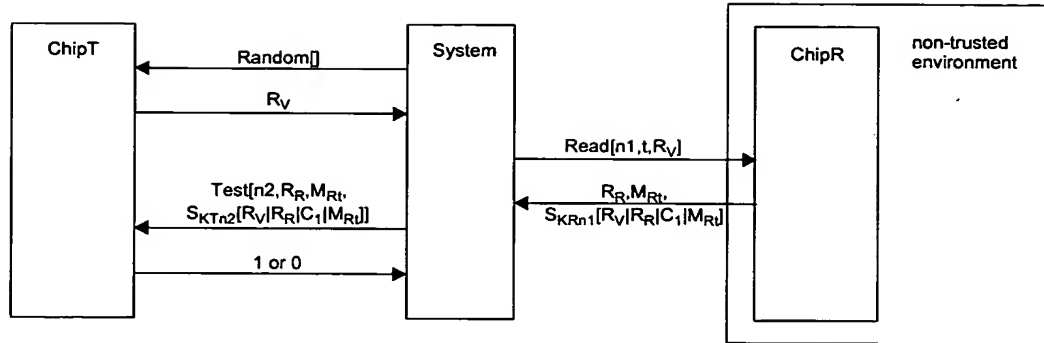 ChipT
System
ChipR
non-trusted
environment
Random[]
R_V
Read[n1,t,R_V]
Test[n2,R_R,M_Rt,
S_KTn2[R_V|R_R|C_1|M_Rt]]
R_R,M_Rt,
S_KRn1[R_V|R_R|C_1|M_Rt]
1 or 0